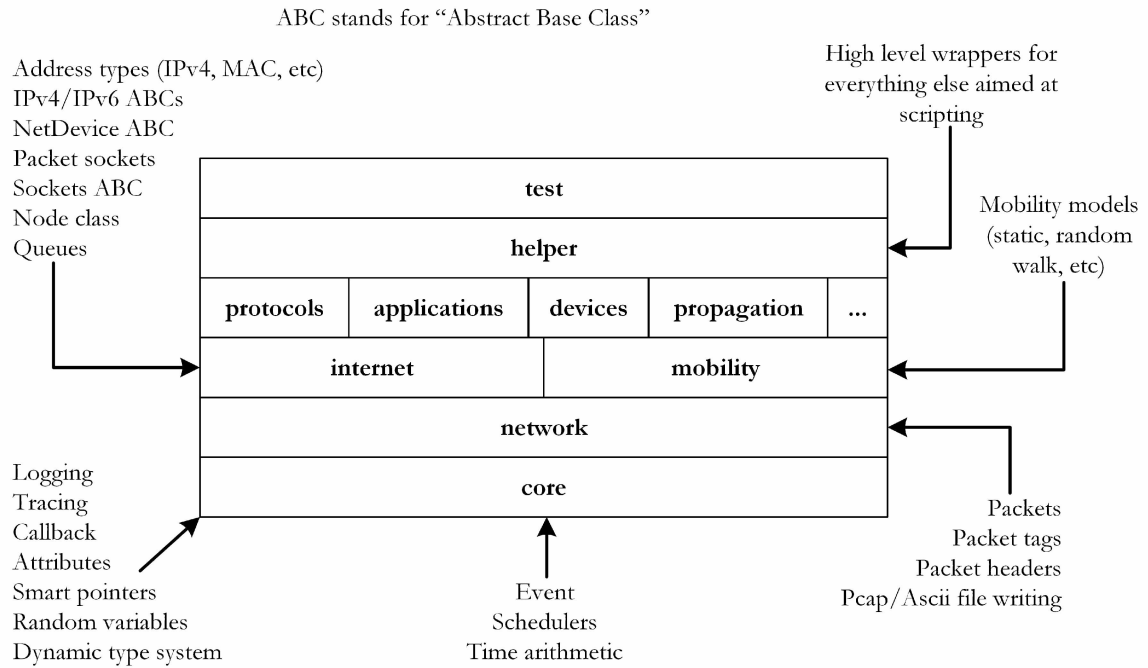 ABC stands for “Abstract Base Class”
Address types (IPv4, MAC, etc)
IPv4/IPv6 ABCs
NetDevice ABC
Packet sockets
Sockets ABC
Node class
Queues
High level wrappers for
everything else aimed at
scripting
Mobility models
(static, random
walk, etc)
test
helper
protocols
applications
devices
propagation
...
internet
mobility
network
core
Logging
Tracing
Callback
Attributes
Smart pointers
Random variables
Dynamic type system
Event
Schedulers
Time arithmetic
Packets
Packet tags
Packet headers
Pcap/Ascii file writing